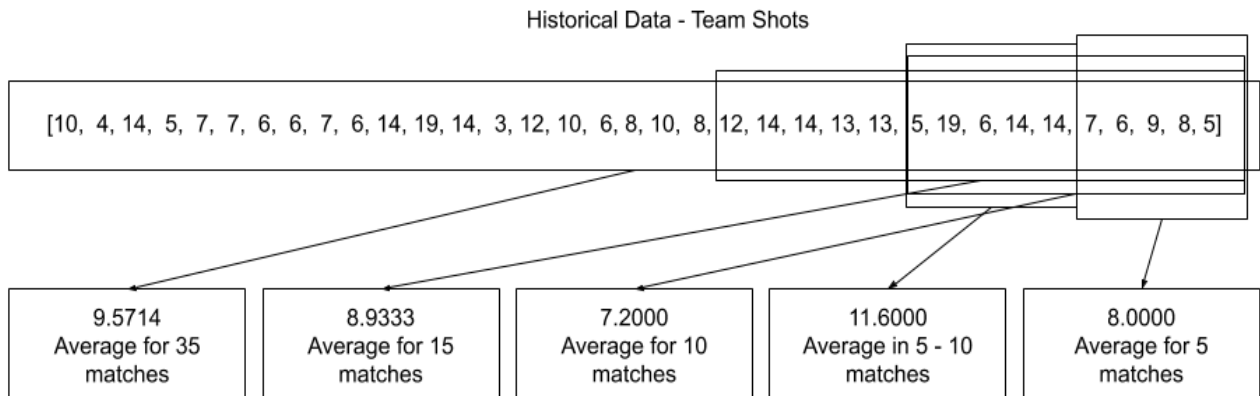 Historical Data - Team Shots
[10, 4, 14, 5, 7, 7, 6, 6, 7, 6, 14, 19, 14, 3, 12, 10, 6, 8, 10, 8, 12, 14, 14, 13, 13, 5, 19, 6, 14, 14, 7, 6, 9, 8, 5]
9.5714
Average for 35
matches
8.9333
Average for 15
matches
7.2000
Average for 10
matches
11.6000
Average in 5 - 10
matches
8.0000
Average for 5
matches